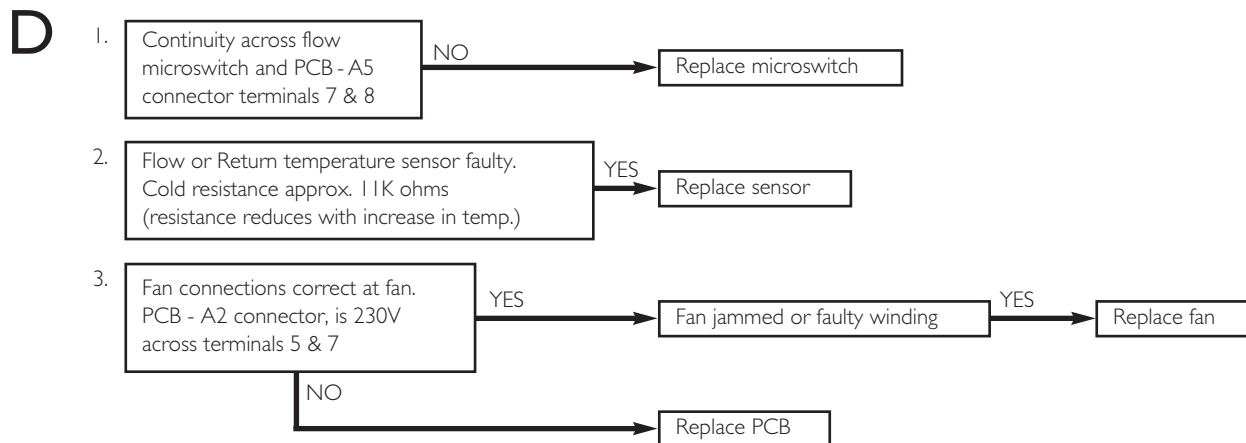 D
1.
Continuity across flow
microswitch and PCB - A5
connector terminals 7 & 8
NO
Replace microswitch
2.
Flow or Return temperature sensor faulty.
Cold resistance approx. 11K ohms
(resistance reduces with increase in temp.)
YES
Replace sensor
3.
Fan connections correct at fan.
PCB - A2 connector, is 230V
across terminals 5 & 7
YES
Fan jammed or faulty winding
YES
Replace fan
NO
Replace PCB